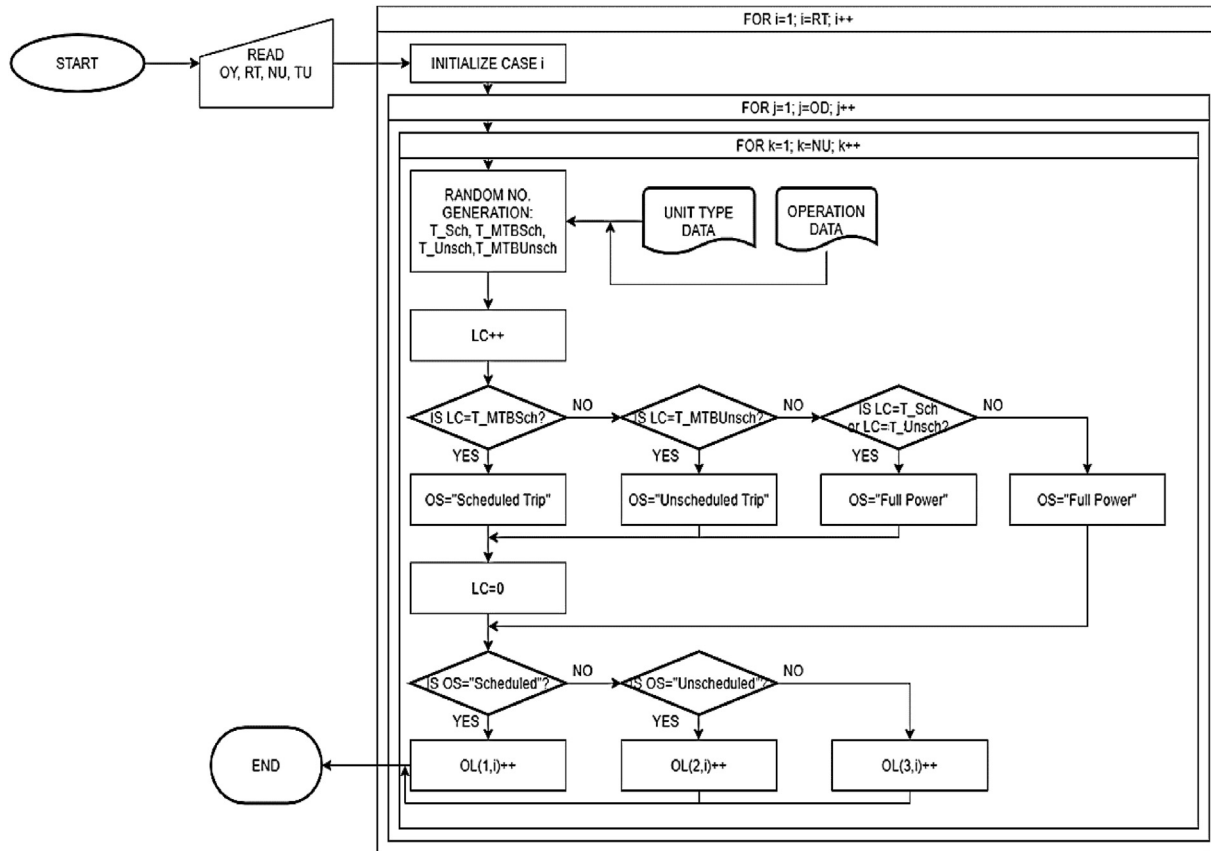 FOR i=1; i=RT; i++
START
READ
OY, RT, NU, TU
INITIALIZE CASE i
FOR j=1; j=OD; j++
FOR k=1; k=NU; k++
RANDOM NO.
GENERATION:
T_Sch, T_MTBSch,
T_Unsch,T_MTBUnsch
UNIT TYPE
DATA
OPERATION
DATA
LC++
IS LC=T_MTBSch?
NO
IS LC=T_MTBUnsch?
NO
IS LC=T_Sch
or LC=T_Unsch?
NO
YES
YES
YES
OS="Scheduled Trip"
OS="Unscheduled Trip"
OS="Full Power"
OS="Full Power"
LC=0
IS OS="Scheduled"?
NO
IS OS="Unscheduled"?
NO
YES
YES
END
OL(1,i)++
OL(2,i)++
OL(3,i)++